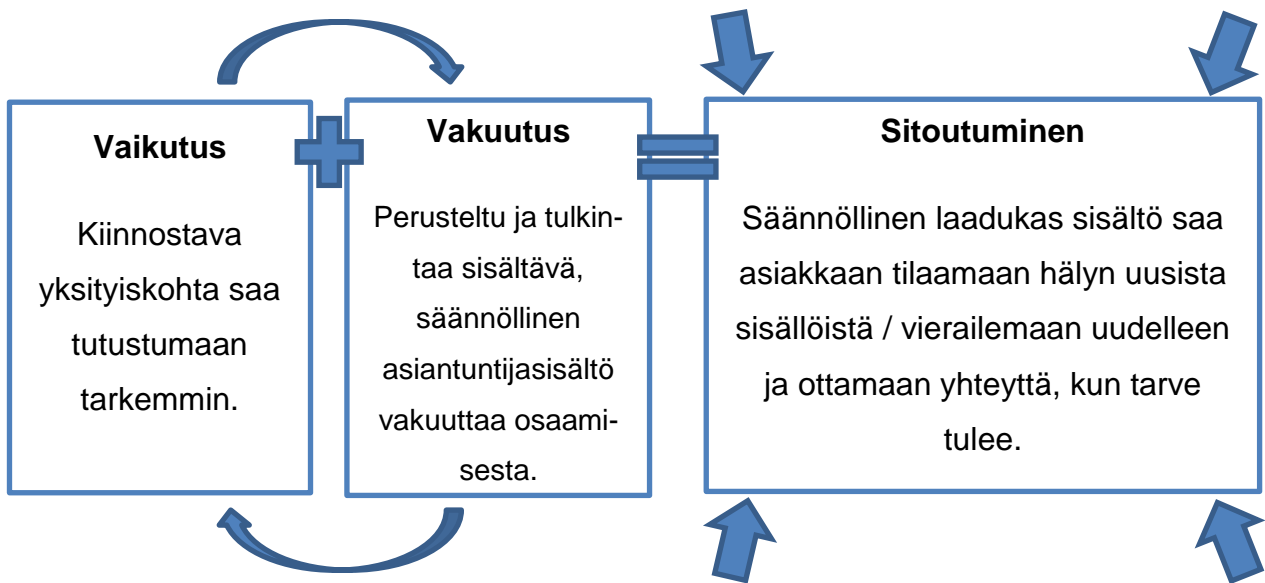 Vaikutus
Kiinnostava
yksityiskohta saa
tutustumaan
tarkemmin.
Vakuutus
Perusteltu ja tulkin-
taa sisältävä,
säännöllinen
asiantuntijasisältö
vakuuttaa osaami-
sesta.
Sitoutuminen
Säännöllinen laadukas sisältö saa
asiakkaan tilaamaan hälyn uusista
sisällöistä / vierailemaan uudelleen
ja ottamaan yhteyttä, kun tarve
tulee.